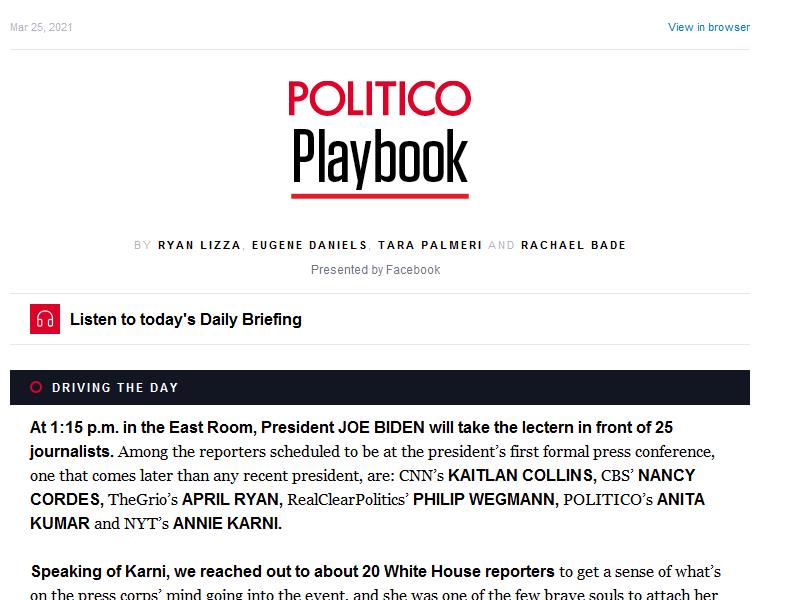 Mar 25, 2021
View in browser
POLITICO
Playbook
BY RYAN LIZZA, EUGENE DANIELS, TARA PALMERI AND RACHAEL BADE
Presented by Facebook
Listen to today's Daily Briefing
DRIVING THE DAY
At 1:15 p.m. in the East Room, President JOE BIDEN will take the lectern in front of 25
journalists. Among the reporters scheduled to be at the president’s first formal press conference,
one that comes later than any recent president, are: CNN’s KAITLAN COLLINS, CBS’ NANCY
CORDES, TheGrio’s APRIL RYAN, RealClearPolitics’ PHILIP WEGMANN, POLITICO’s ANITA
KUMAR and NYT’s ANNIE KARNI.
Speaking of Karni, we reached out to about 20 White House reporters to get a sense of what’s
on the press corps’ mind going into the event, and she was one of the few brave souls to attach her